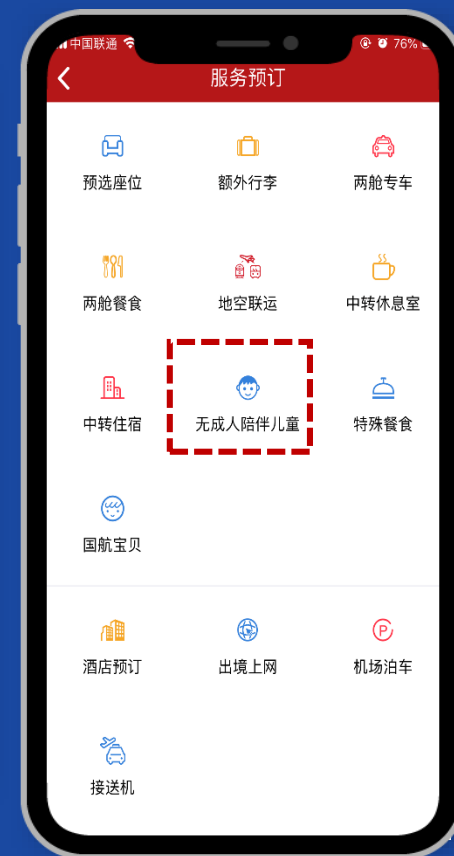 中国联通 76%
服务预订
预选座位 额外行李 两舱专车
两舱餐食 地空联运 中转休息室
中转住宿 无成人陪伴儿童 特殊餐食
国航宝贝
酒店预订 出境上网 机场泊车
接送机